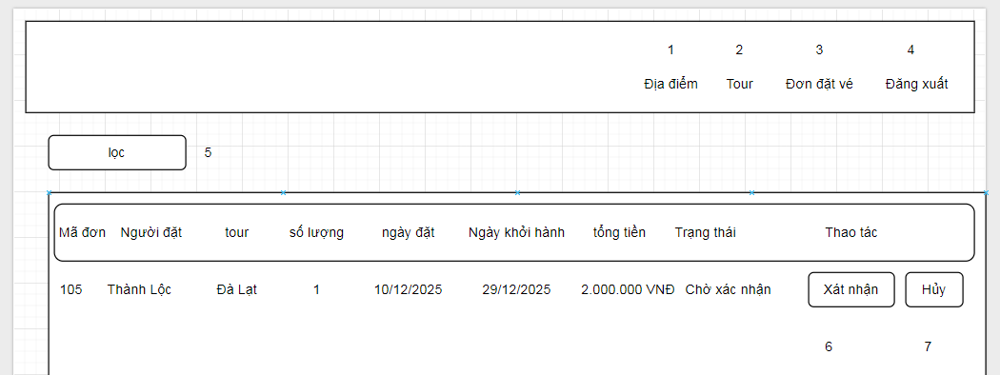 1 2 3 4
Địa điểm Tour Đơn đặt vé Đăng xuất
lọc 5
Mã đơn Người đặt tour số lượng ngày đặt Ngày khởi hành tổng tiền Trạng thái Thao tác
105 Thành Lộc Đà Lạt 1 10/12/2025 29/12/2025 2.000.000 VNĐ Chờ xác nhận Xát nhận Hủy
6 7